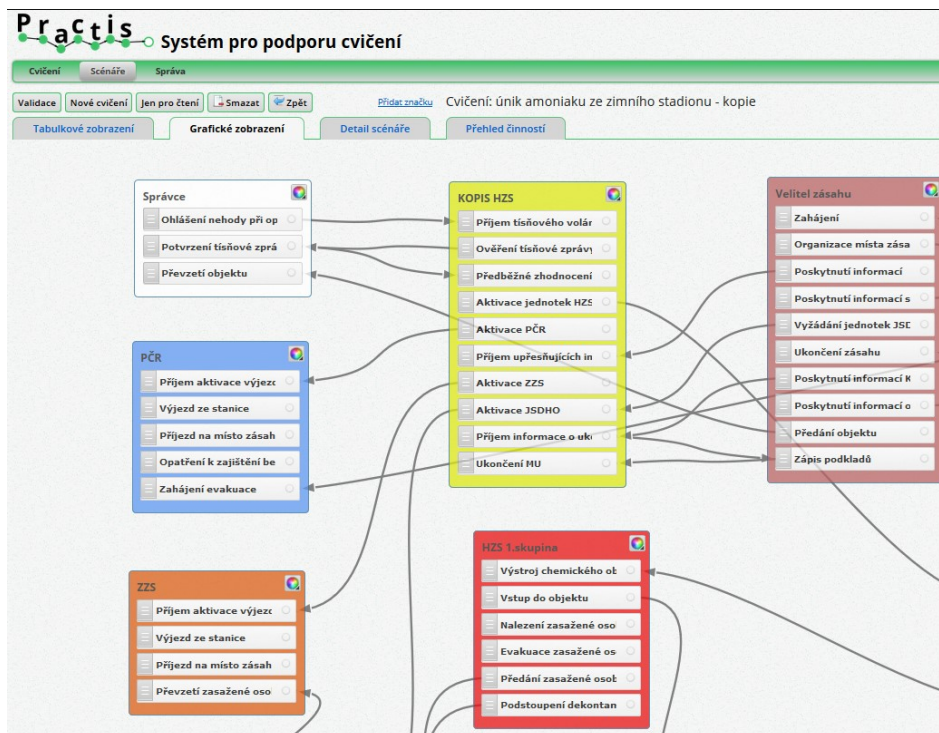 Practis
Systém pro podporu cvičení
Cvičení Scénáře Správa
Validace Nové cvičení Jen pro čtení Smazat Zpět Přidat značku Cvičení: únik amoniaku ze zimního stadionu - kopie
Tabulkové zobrazení Grafické zobrazení Detail scénáře Přehled činností
Správce
Ohlášení nehody při op
Potvrzení tísňové zprá
Převzetí objektu
KOPIS HZS
Příjem tísňového volár
Ověření tísňové zprávy
Předběžné zhodnocení
Aktivace jednotek HZS
Aktivace PČR
Příjem upřesňujících in
Aktivace ZZS
Aktivace JSDHO
Příjem informace o uk
Ukončení MU
Velitel zásahu
Zahájení
Organizace místa zása
Poskytnutí informací
Poskytnutí informací s
Vyžádání jednotek JSD
Ukončení zásahu
Poskytnutí informací K
Poskytnutí informací o
Předání objektu
Zápis podkladů
PČR
Příjem aktivace výjezd
Výjezd ze stanice
Příjezd na místo zásah
Opatření k zajištění be
Zahájení evakuace
ZZS
Příjem aktivace výjezd
Výjezd ze stanice
Příjezd na místo zásah
Převzetí zasažené oso
HZS 1.skupina
Výstroj chemického ob
Vstup do objektu
Nalezení zasažené oso
Evakuace zasažené os
Předání zasažené osob
Podstoupení dekontan